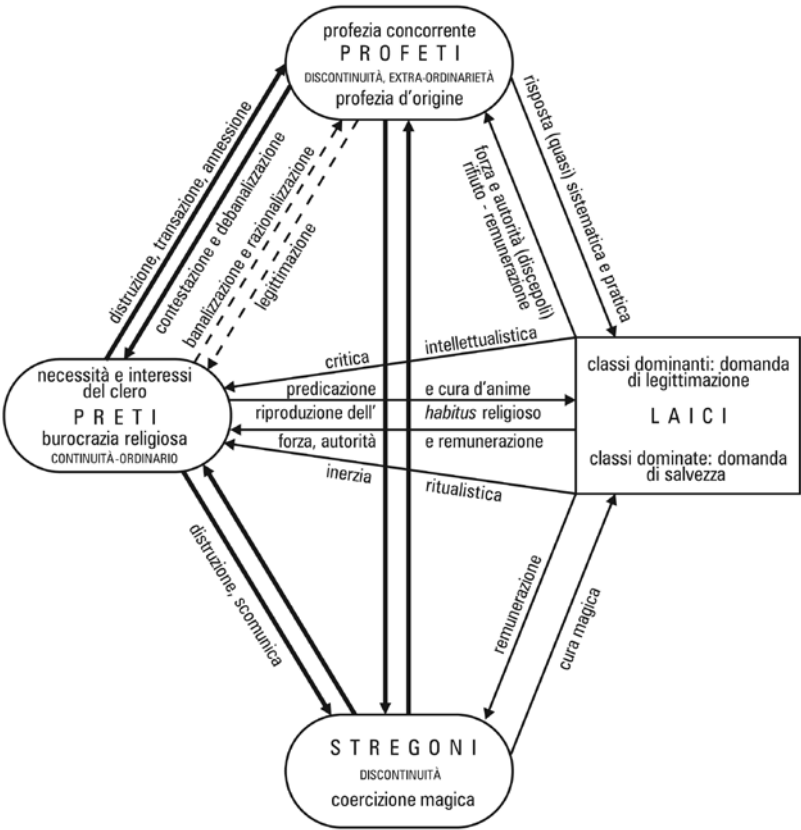 profezia concorrente
PROFETI
DISCONTINUITÀ, EXTRA-ORDINARIETÀ
profezia d'origine
distruzione, transazione, annessione
contestazione e debanalizzazione
banalizzazione e razionalizzazione
legittimazione
forza e autorità (discepoli)
rifiuto - remunerazione
risposta (quasi) sistematica e pratica
critica intellettualistica
necessità e interessi
del clero
PRETI
burocrazia religiosa
CONTINUITÀ-ORDINARIO
predicazione e cura d'anime
riproduzione dell' habitus religioso
forza, autorità e remunerazione
inerzia ritualistica
classi dominanti: domanda
di legittimazione
LAICI
classi dominate: domanda
di salvezza
distruzione, scomunica
remunerazione
cura magica
STREGONI
DISCONTINUITÀ
coercizione magica